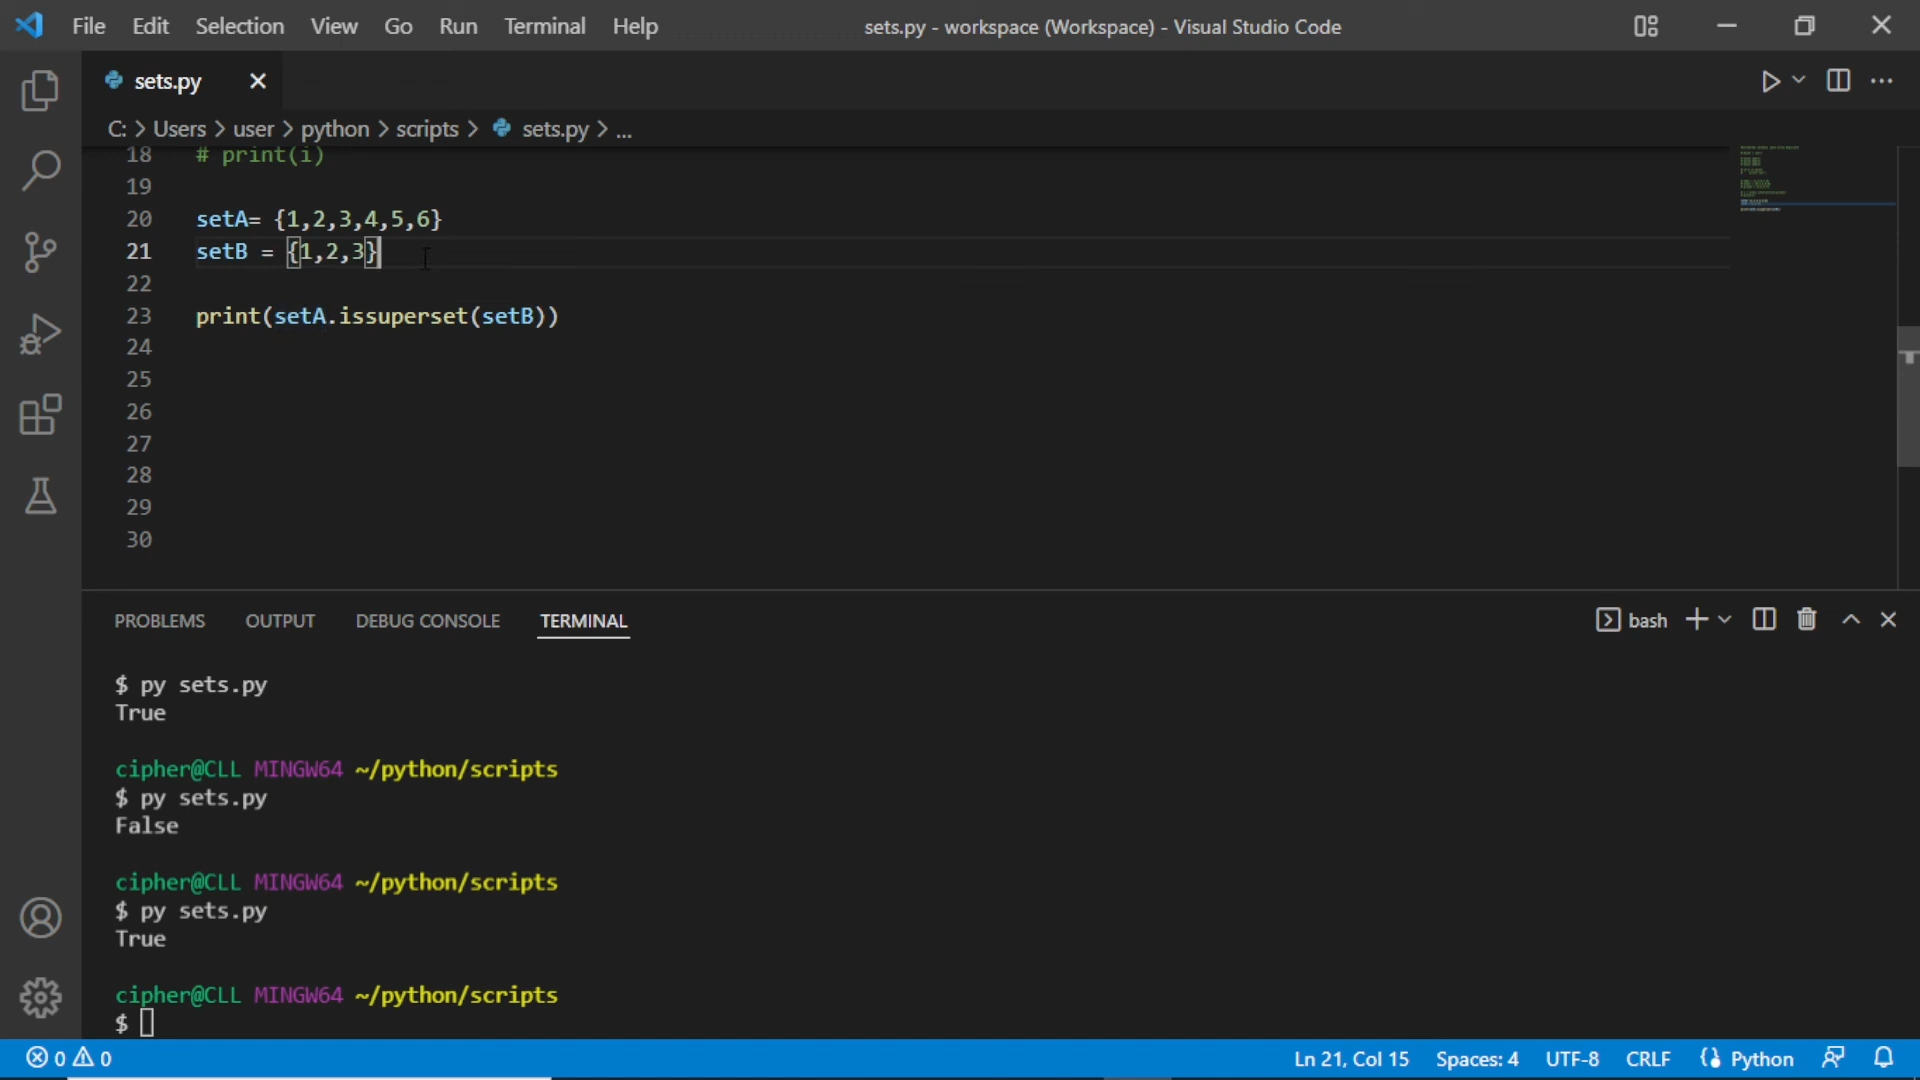 File Edit Selection View Go Run Terminal Help sets.py - workspace (Workspace) - Visual Studio Code
sets.py
C: > Users > user > python > scripts > sets.py > ...
18 # print(i)
19
20 setA= {1,2,3,4,5,6}
21 setB = {1,2,3}
22
23 print(setA.issuperset(setB))
24
25
26
27
28
29
30
PROBLEMS OUTPUT DEBUG CONSOLE TERMINAL bash
$ py sets.py
True
cipher@CLL MINGW64 ~/python/scripts
$ py sets.py
False
cipher@CLL MINGW64 ~/python/scripts
$ py sets.py
True
cipher@CLL MINGW64 ~/python/scripts
$
0 0 Ln 21, Col 15 Spaces: 4 UTF-8 CRLF Python